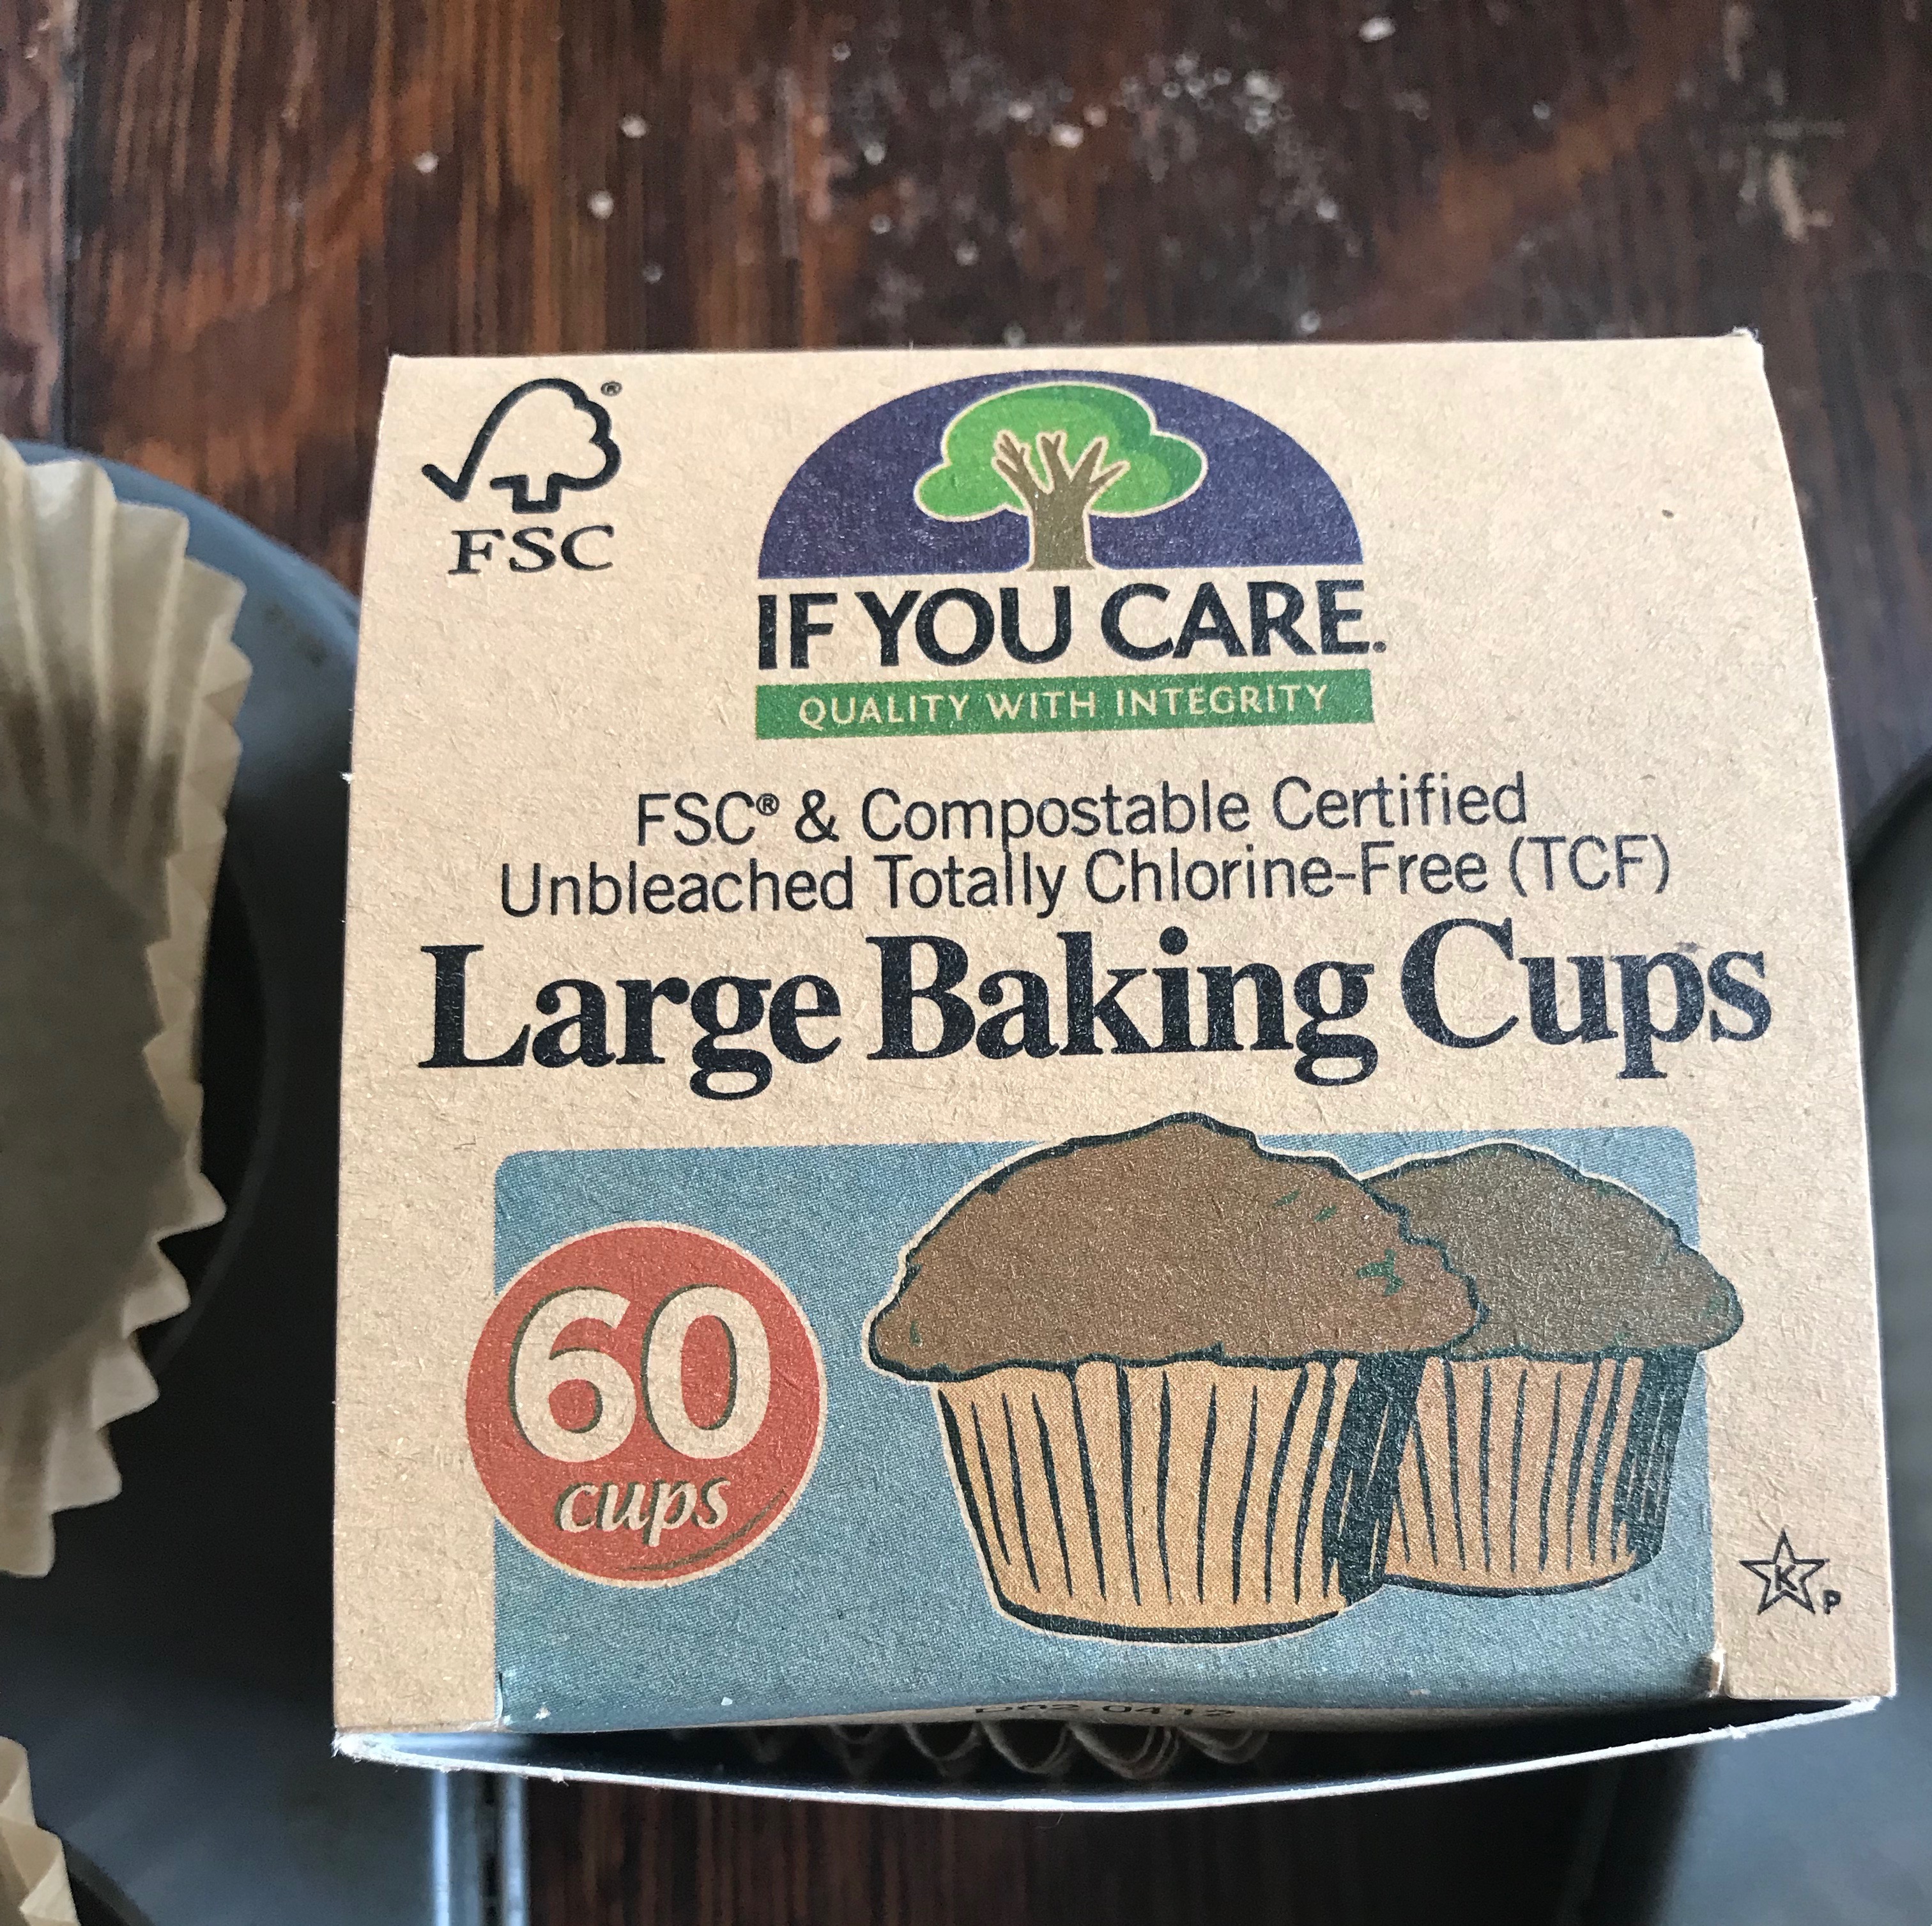 FSC
IF YOU CARE.
QUALITY WITH INTEGRITY
FSC® & Compostable Certified
Unbleached Totally Chlorine-Free (TCF)
Large Baking Cups
60
cups
K P